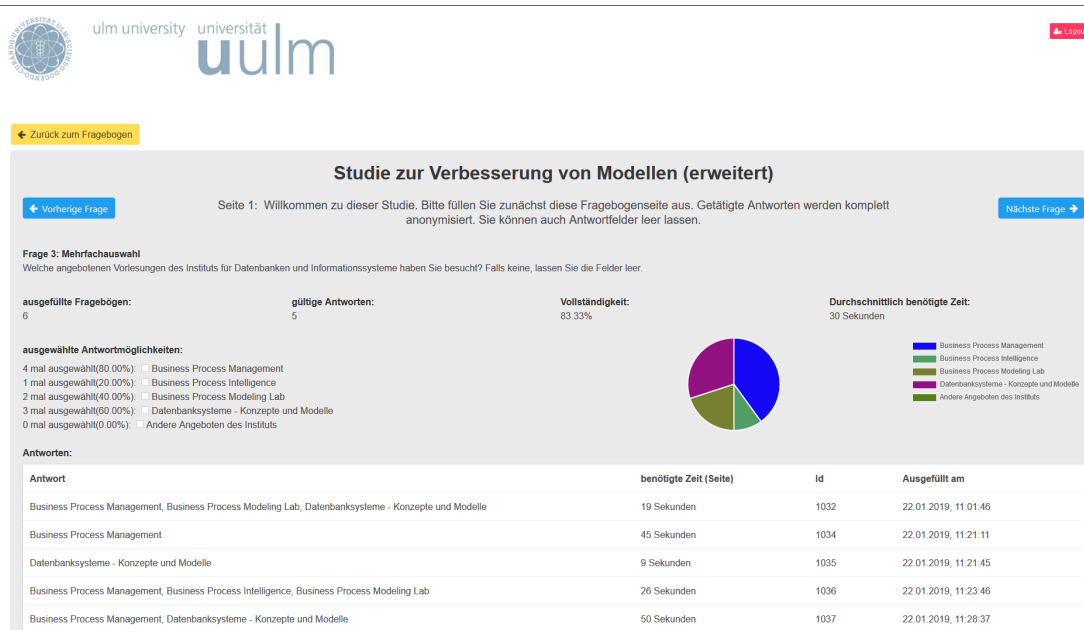 ulm university universität
uulm
UNIVERSITÄT ULM · SCIENDO · DOCENDO · CURANDO
Logou
Zurück zum Fragebogen
Studie zur Verbesserung von Modellen (erweitert)
Vorherige Frage
Seite 1: Willkommen zu dieser Studie. Bitte füllen Sie zunächst diese Fragebogenseite aus. Getätigte Antworten werden komplett
anonymisiert. Sie können auch Antwortfelder leer lassen.
Nächste Frage
Frage 3: Mehrfachauswahl
Welche angebotenen Vorlesungen des Instituts für Datenbanken und Informationssysteme haben Sie besucht? Falls keine, lassen Sie die Felder leer.
ausgefüllte Fragebögen: gültige Antworten: Vollständigkeit: Durchschnittlich benötigte Zeit:
6 5 83.33% 30 Sekunden
ausgewählte Antwortmöglichkeiten:
4 mal ausgewählt(80.00%): Business Process Management
1 mal ausgewählt(20.00%): Business Process Intelligence
2 mal ausgewählt(40.00%): Business Process Modeling Lab
3 mal ausgewählt(60.00%): Datenbanksysteme - Konzepte und Modelle
0 mal ausgewählt(0.00%): Andere Angeboten des Instituts
Business Process Management
Business Process Intelligence
Business Process Modeling Lab
Datenbanksysteme - Konzepte und Modelle
Andere Angeboten des Instituts
Antworten:
Antwort benötigte Zeit (Seite) Id Ausgefüllt am
Business Process Management, Business Process Modeling Lab, Datenbanksysteme - Konzepte und Modelle 19 Sekunden 1032 22.01.2019, 11:01:46
Business Process Management 45 Sekunden 1034 22.01.2019, 11:21:11
Datenbanksysteme - Konzepte und Modelle 9 Sekunden 1035 22.01.2019, 11:21:45
Business Process Management, Business Process Intelligence, Business Process Modeling Lab 26 Sekunden 1036 22.01.2019, 11:23:46
Business Process Management, Datenbanksysteme - Konzepte und Modelle 50 Sekunden 1037 22.01.2019, 11:28:37